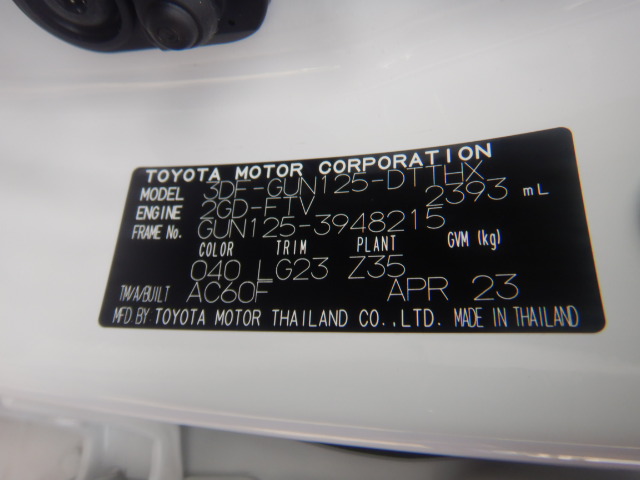 TOYOTA MOTOR CORPORATION
MODEL 3DF-GUN125-DTTHX
ENGINE 2GD-FTV 2393 mL
FRAME No. GUN125-3948215
COLOR TRIM PLANT GVM (kg)
040 LG23 Z35
TM/A/BUILT AC60F APR 23
MFD BY: TOYOTA MOTOR THAILAND CO.,LTD. MADE IN THAILAND